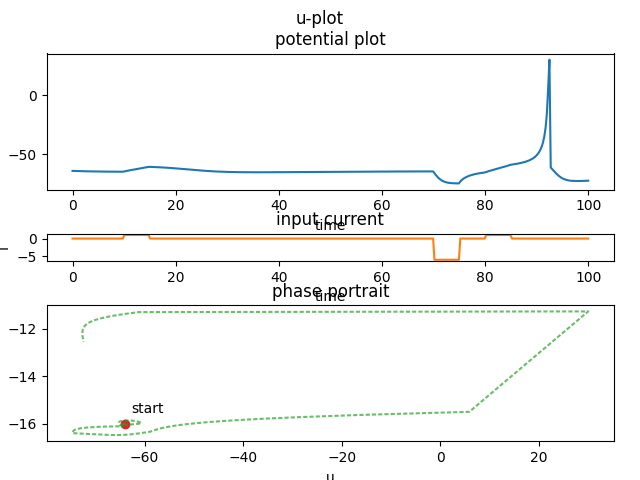 u-plot
potential plot
0
−50
0
20
40
60
80
100
time
input current
I
0
−5
0
20
40
60
80
100
time
phase portrait
−12
−14
−16
start
−60
−40
−20
0
20
u